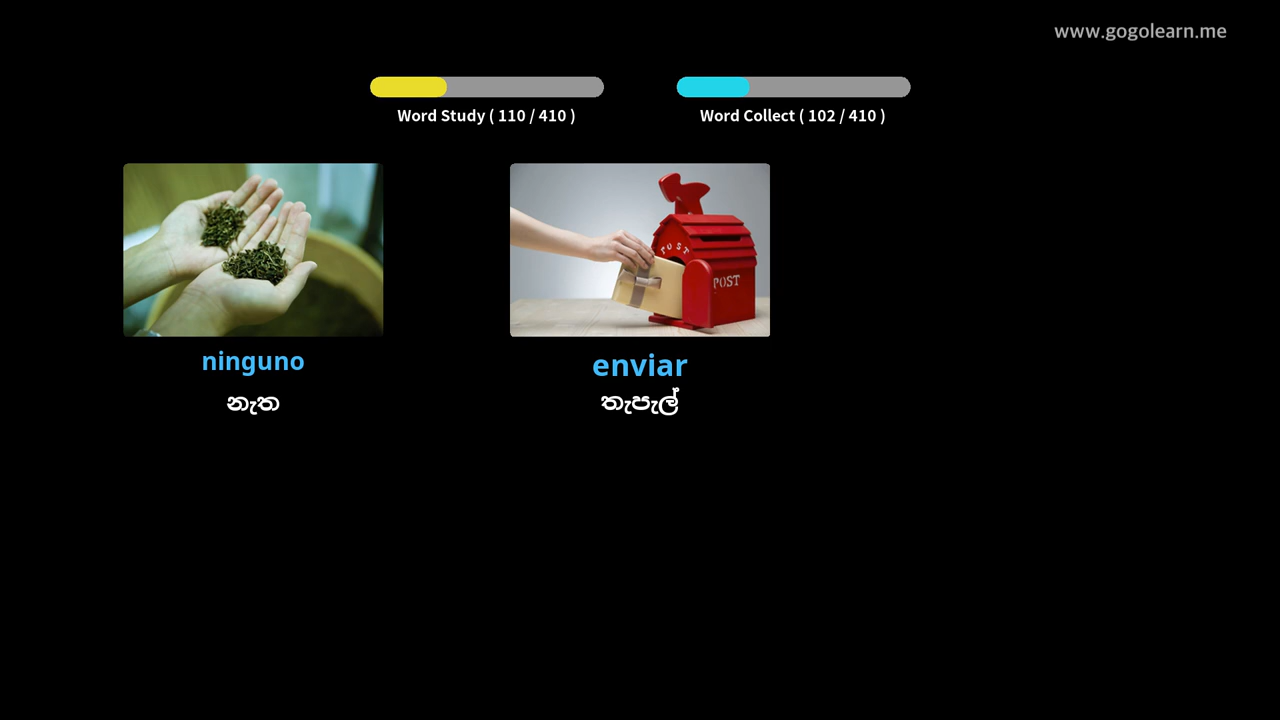 www.gogolearn.me
Word Study ( 110 / 410 )
Word Collect ( 102 / 410 )
POST
POST
ninguno
නැත
enviar
තැපැල්